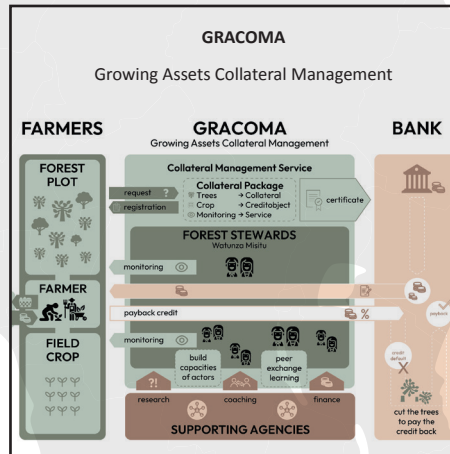 GRACOMA
Growing Assets Collateral Management
FARMERS
GRACOMA
Growing Assets Collateral Management
BANK
FOREST
PLOT
Collateral Management Service
request ?
registration
Collateral Package
Trees → Collateral
Crop → Creditobject
Monitoring → Service
certificate
FOREST STEWARDS
Watunza Misitu
monitoring
FARMER
payback credit
%
payback
monitoring
FIELD
CROP
build
capacities
of actors
peer
exchange
learning
credit
default
?!
research
coaching
finance
cut the trees
to pay the
credit back
SUPPORTING AGENCIES